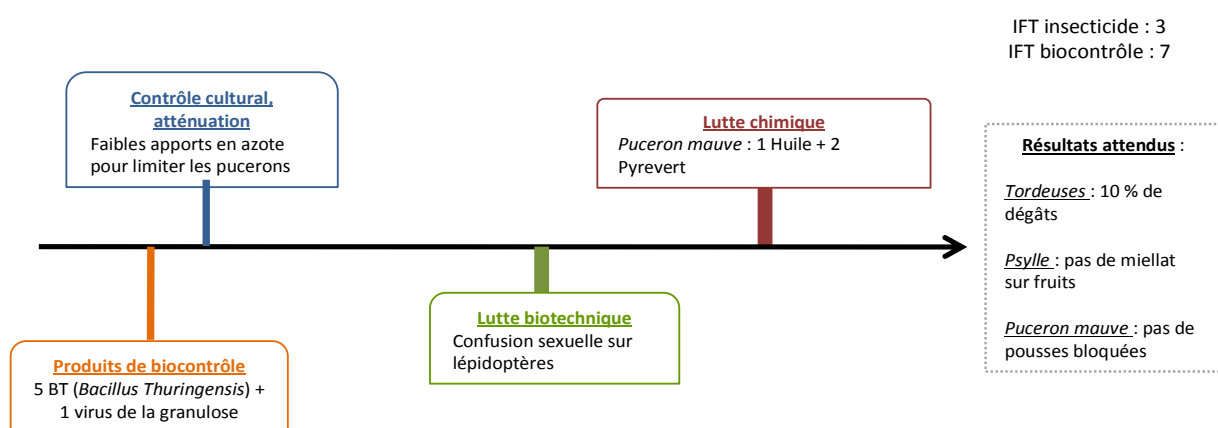 IFT insecticide : 3
IFT biocontrôle : 7
Contrôle cultural,
atténuation
Faibles apports en azote
pour limiter les pucerons
Lutte chimique
Puceron mauve : 1 Huile + 2
Pyrevert
Résultats attendus :
Tordeuses : 10 % de
dégâts
Psylle : pas de miellat
sur fruits
Puceron mauve : pas de
pousses bloquées
Lutte biotechnique
Confusion sexuelle sur
lépidoptères
Produits de biocontrôle
5 BT (Bacillus Thuringensis) +
1 virus de la granulose